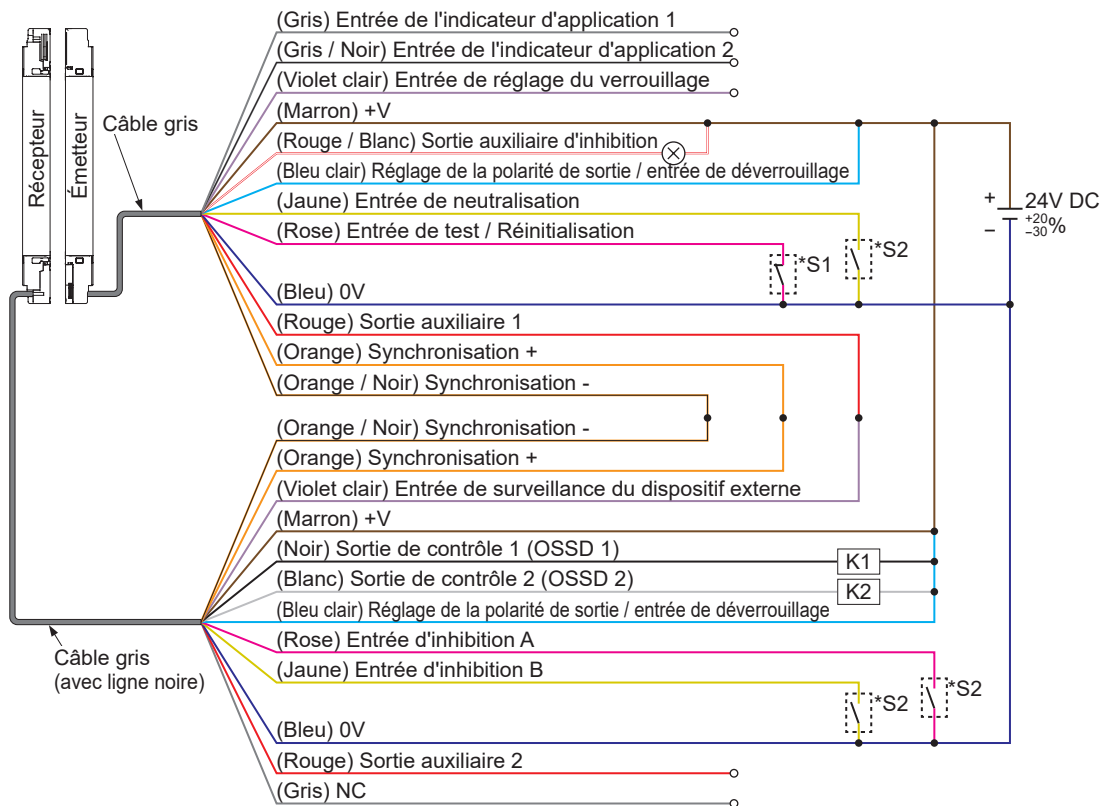 (Gris) Entrée de l'indicateur d'application 1
(Gris / Noir) Entrée de l'indicateur d'application 2
(Violet clair) Entrée de réglage du verrouillage
(Marron) +V
(Rouge / Blanc) Sortie auxiliaire d'inhibition
(Bleu clair) Réglage de la polarité de sortie / entrée de déverrouillage
(Jaune) Entrée de neutralisation
(Rose) Entrée de test / Réinitialisation
(Bleu) 0V
(Rouge) Sortie auxiliaire 1
(Orange) Synchronisation +
(Orange / Noir) Synchronisation -
Récepteur
Émetteur
Câble gris
*S1
*S2
+
−
24V DC
+20
−30 %
(Orange / Noir) Synchronisation -
(Orange) Synchronisation +
(Violet clair) Entrée de surveillance du dispositif externe
(Marron) +V
(Noir) Sortie de contrôle 1 (OSSD 1)
K1
(Blanc) Sortie de contrôle 2 (OSSD 2)
K2
(Bleu clair) Réglage de la polarité de sortie / entrée de déverrouillage
(Rose) Entrée d'inhibition A
(Jaune) Entrée d'inhibition B
*S2
*S2
(Bleu) 0V
(Rouge) Sortie auxiliaire 2
(Gris) NC
Câble gris
(avec ligne noire)